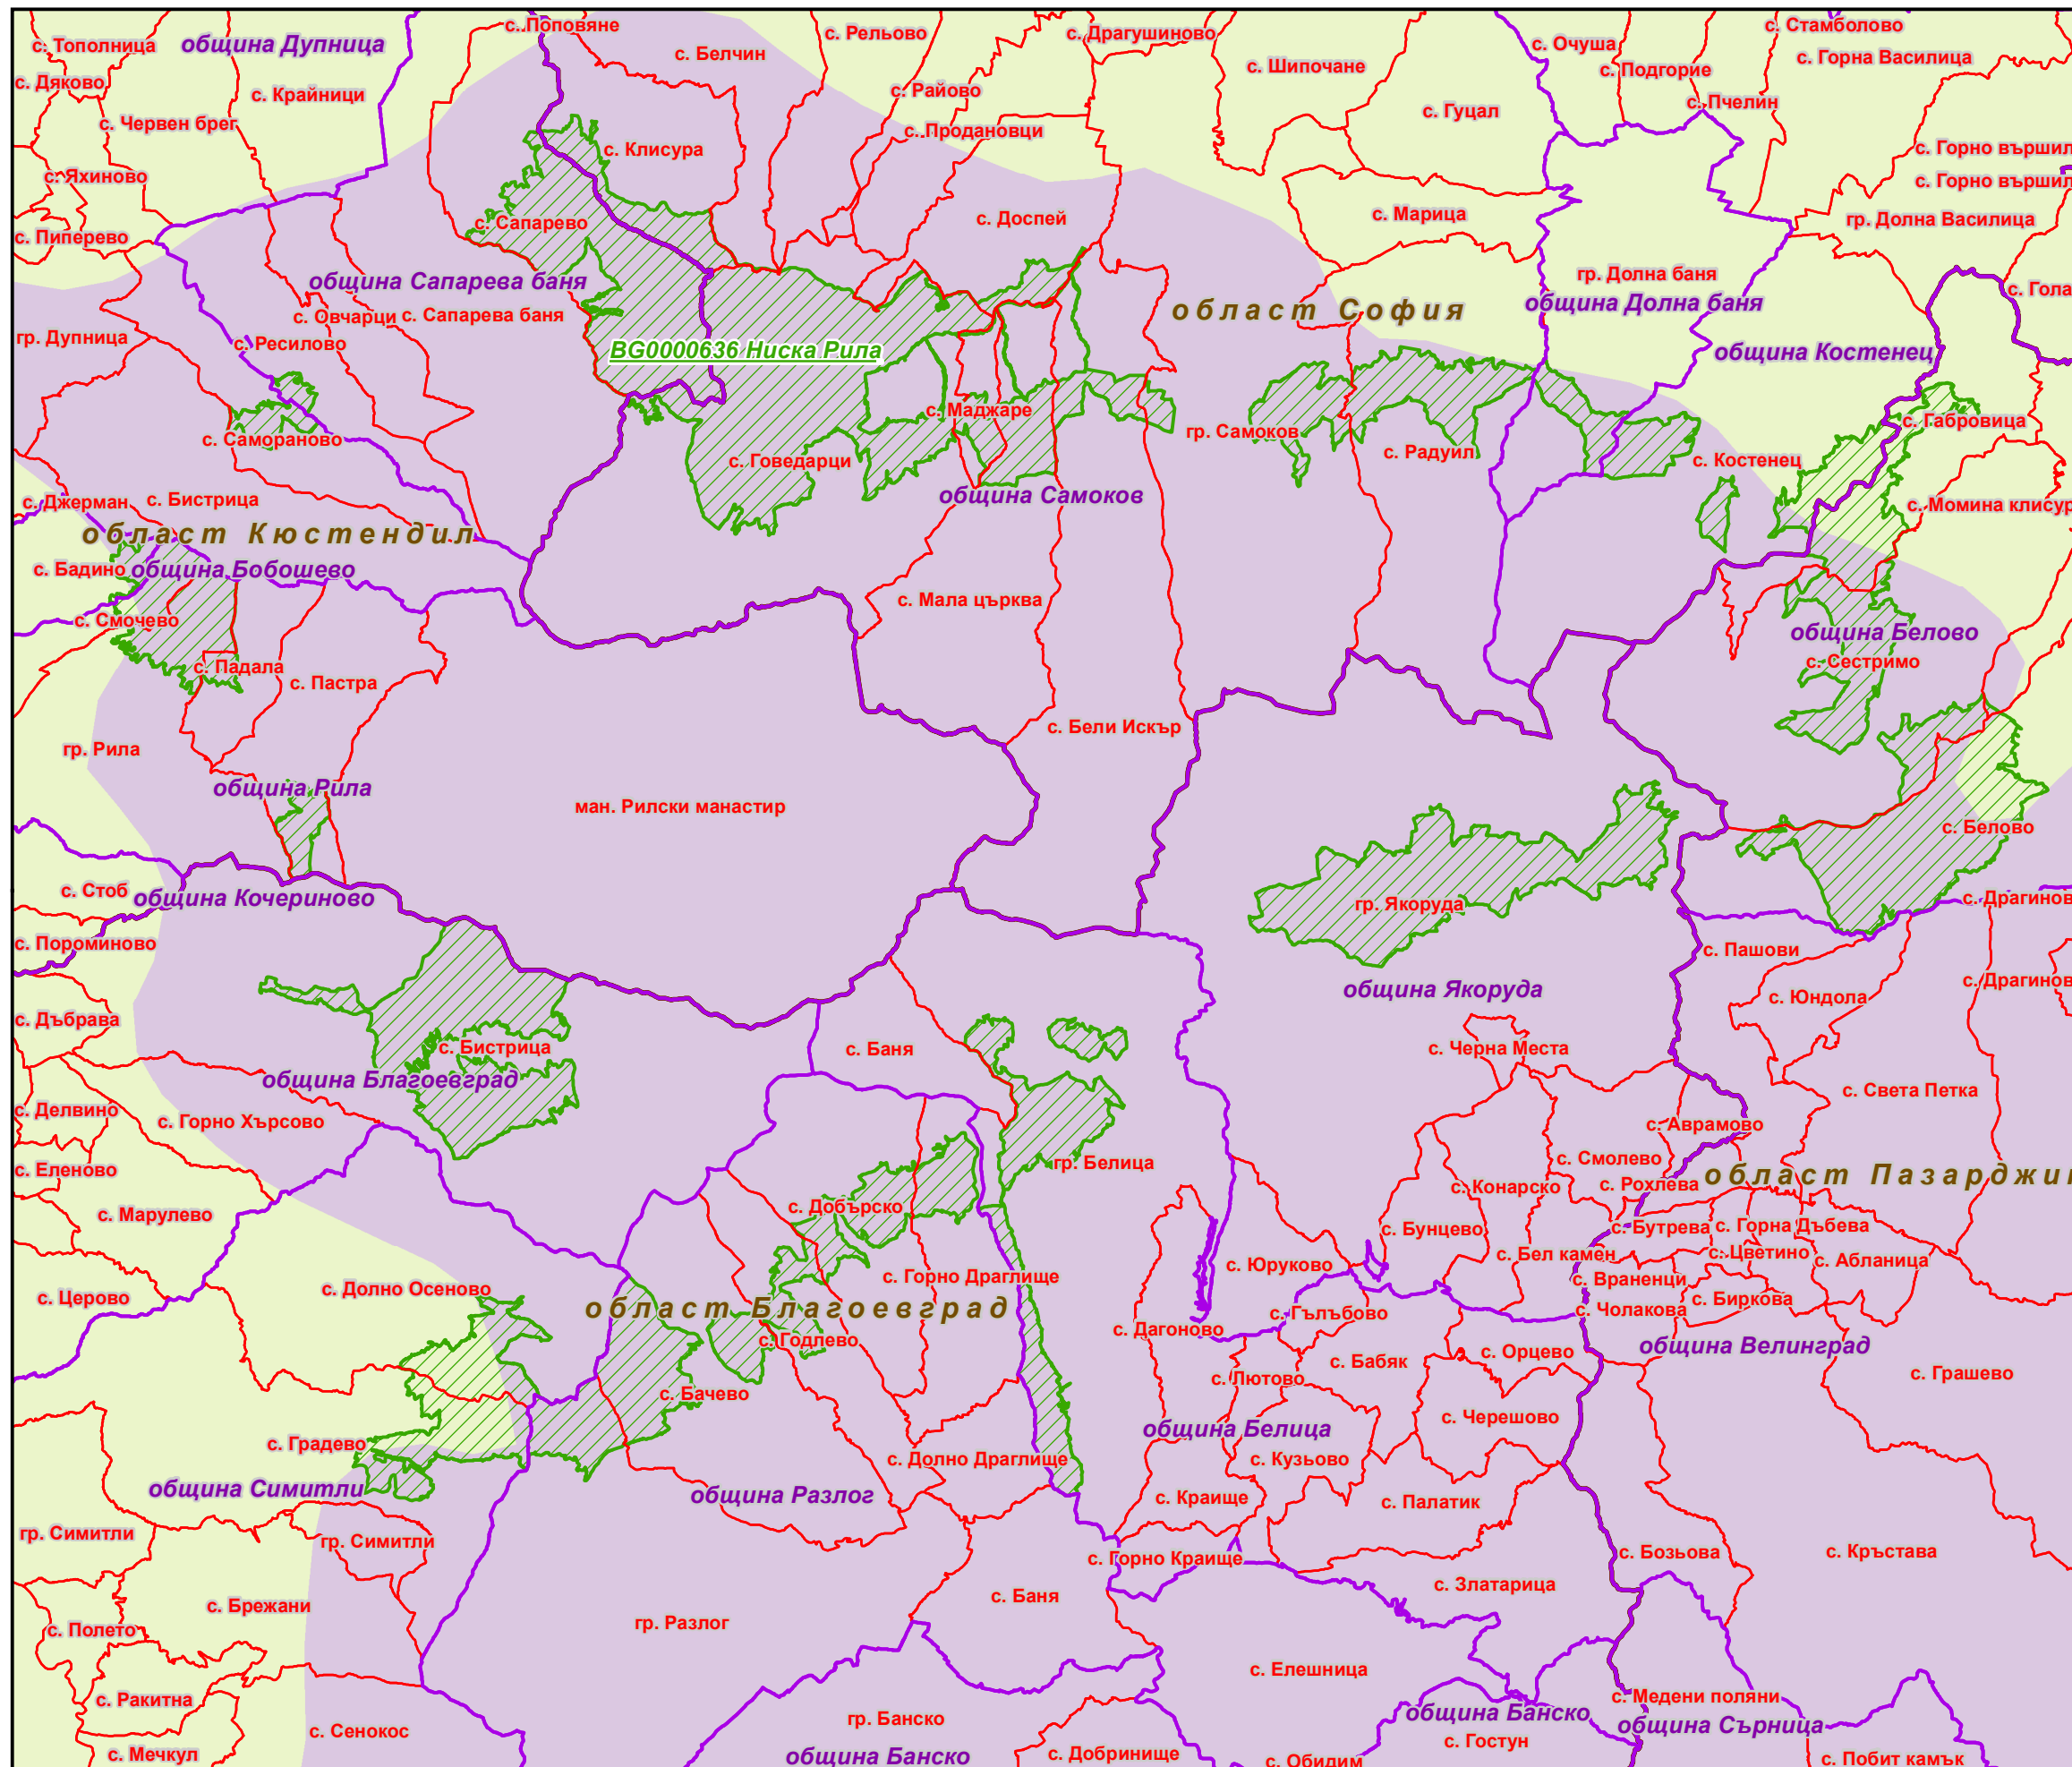 с. Поповяне
с. Рельово
с. Драгушиново
с. Стамболово
с. Тополница
община Дупница
с. Белчин
с. Очуша
с. Горна Василица
с. Шипочане
с. Подгорие
с. Дяково
с. Крайници
с. Райово
с. Пчелин
с. Гуцал
с. Червен брег
с. Продановци
с. Клисура
с. Горно вършил
с. Яхиново
с. Горно вършил
с. Сапарево
с. Доспей
с. Марица
гр. Долна Василица
с. Пиперево
община Сапарева баня
гр. Долна баня
с. Гола
община Долна баня
област София
с. Овчарци
с. Сапарева баня
гр. Дупница
с. Ресилово
BG0000636 Ниска Рила
община Костенец
с. Маджаре
с. Габровица
с. Самораново
гр. Самоков
с. Радуил
с. Говедарци
с. Костенец
община Самоков
с. Джерман
с. Бистрица
с. Момина клисур
област Кюстендил
с. Бадино
община Бобошево
с. Мала църква
с. Смочево
община Белово
с. Падала
с. Пастра
с. Сестримо
с. Бели Искър
гр. Рила
община Рила
ман. Рилски манастир
с. Белово
с. Стоб
община Кочериново
гр. Якоруда
с. Драгинов
с. Пороминово
с. Пашови
с. Драгинов
община Якоруда
с. Юндола
с. Дъбрава
с. Бистрица
с. Баня
с. Черна Места
община Благоевград
с. Света Петка
с. Делвино
с. Горно Хърсово
с. Аврамово
с. Еленово
гр. Белица
с. Смолево
област Пазарджик
с. Конарско
с. Рохлева
с. Марулево
с. Добърско
с. Бунцево
с. Бутрева
с. Горна Дъбева
с. Бел камен
с. Цветино
с. Абланица
с. Юруково
с. Горно Драглище
с. Враненци
с. Долно Осеново
с. Церово
с. Биркова
област Благоевград
с. Гълъбово
с. Чолакова
с. Дагоново
с. Годлево
община Велинград
с. Орцево
с. Бабяк
с. Лютово
с. Грашево
с. Бачево
с. Черешово
община Белица
с. Градево
с. Долно Драглище
с. Кузьово
община Симитли
община Разлог
с. Краище
с. Палатик
гр. Симитли
гр. Симитли
с. Горно Краище
с. Бозьова
с. Кръстава
с. Златарица
с. Баня
с. Брежани
гр. Разлог
с. Полето
с. Елешница
с. Ракитна
с. Медени поляни
община Банско
гр. Банско
община Сърница
с. Сенокос
с. Гостун
с. Мечкул
община Банско
с. Добринище
с. Обидим
с. Побит камък